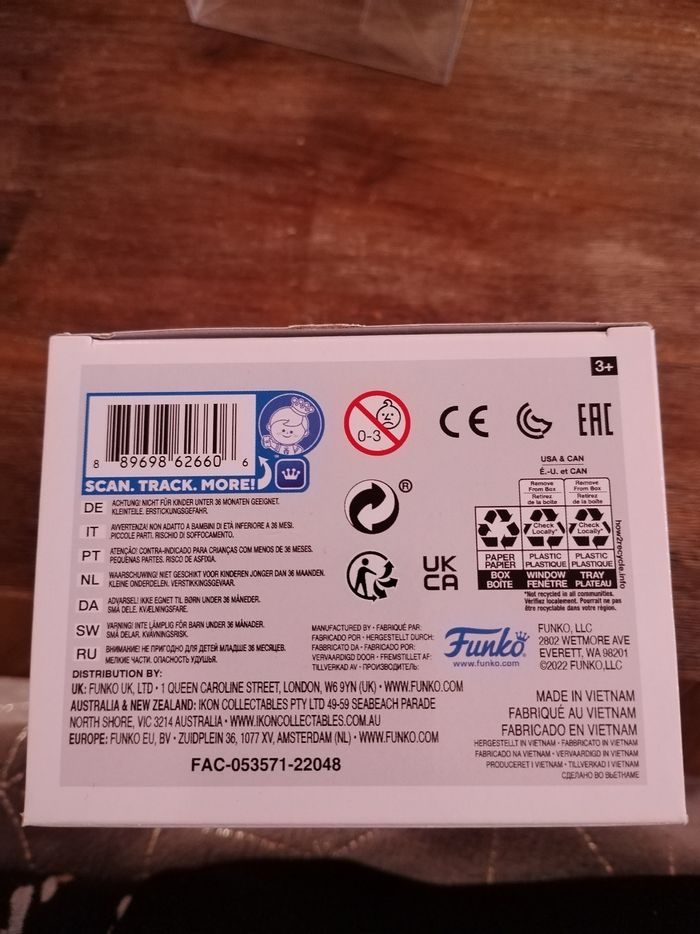 3+
8 89698 62660 6
SCAN. TRACK. MORE!
0-3
CE
EAC
®
UK
CA
USA & CAN
É.-U. et CAN
Remove From Box
Retirez de la boîte
Remove From Box
Retirez de la boîte
Check Locally*
Check Locally*
PAPER
PAPIER
BOX
BOÎTE
PLASTIC
PLASTIQUE
WINDOW
FENÊTRE
PLASTIC
PLASTIQUE
TRAY
PLATEAU
how2recycle.info
*Not recycled in all communities.
Vérifiez localement. Pourrait ne pas
être recyclable dans votre région.
DE ACHTUNG! NICHT FÜR KINDER UNTER 36 MONATEN GEEIGNET.
KLEINTEILE. ERSTICKUNGSGEFAHR.
IT AVVERTENZA! NON ADATTO A BAMBINI DI ETÀ INFERIORE A 36 MESI.
PICCOLE PARTI. RISCHIO DI SOFFOCAMENTO.
PT ATENÇÃO! CONTRA-INDICADO PARA CRIANÇAS COM MENOS DE 36 MESES.
PEQUENAS PARTES. RISCO DE ASFIXIA.
NL WAARSCHUWING! NIET GESCHIKT VOOR KINDEREN JONGER DAN 36 MAANDEN.
KLEINE ONDERDELEN. VERSTIKKINGSGEVAAR.
DA ADVARSEL! IKKE EGNET TIL BØRN UNDER 36 MÅNEDER.
SMÅ DELE. KVÆLNINGSFARE.
SW VARNING! INTE LÄMPLIG FÖR BARN UNDER 36 MÅNADER.
SMÅ DELAR. KVÄVNINGSRISK.
RU ВНИМАНИЕ! НЕ ПРИГОДНО ДЛЯ ДЕТЕЙ МЛАДШЕ 36 МЕСЯЦЕВ.
МЕЛКИЕ ЧАСТИ. ОПАСНОСТЬ УДУШЬЯ.
MANUFACTURED BY • FABRIQUÉ PAR:
FABRICADO POR • HERGESTELLT DURCH:
FABBRICATO DA • FABRICADO POR:
VERVAARDIGD DOOR • FREMSTILLET AF:
TILLVERKAD AV • ПРОИЗВОДИТЕЛЬ:
Funko
www.funko.com
FUNKO, LLC
2802 WETMORE AVE
EVERETT, WA 98201
©2022 FUNKO,LLC
DISTRIBUTION BY:
UK: FUNKO UK, LTD • 1 QUEEN CAROLINE STREET, LONDON, W6 9YN (UK) • WWW.FUNKO.COM
AUSTRALIA & NEW ZEALAND: IKON COLLECTABLES PTY LTD 49-59 SEABEACH PARADE
NORTH SHORE, VIC 3214 AUSTRALIA • WWW.IKONCOLLECTABLES.COM.AU
EUROPE: FUNKO EU, BV • ZUIDPLEIN 36, 1077 XV, AMSTERDAM (NL) • WWW.FUNKO.COM
FAC-053571-22048
MADE IN VIETNAM
FABRIQUÉ AU VIETNAM
FABRICADO EN VIETNAM
HERGESTELLT IN VIETNAM • FABBRICATO IN VIETNAM
FABRICADO NA VIETNAM • VERVAARDIGD IN VIETNAM
PRODUCERET I VIETNAM • TILLVERKAD I VIETNAM
СДЕЛАНО ВО ВЬЕТНАМЕ